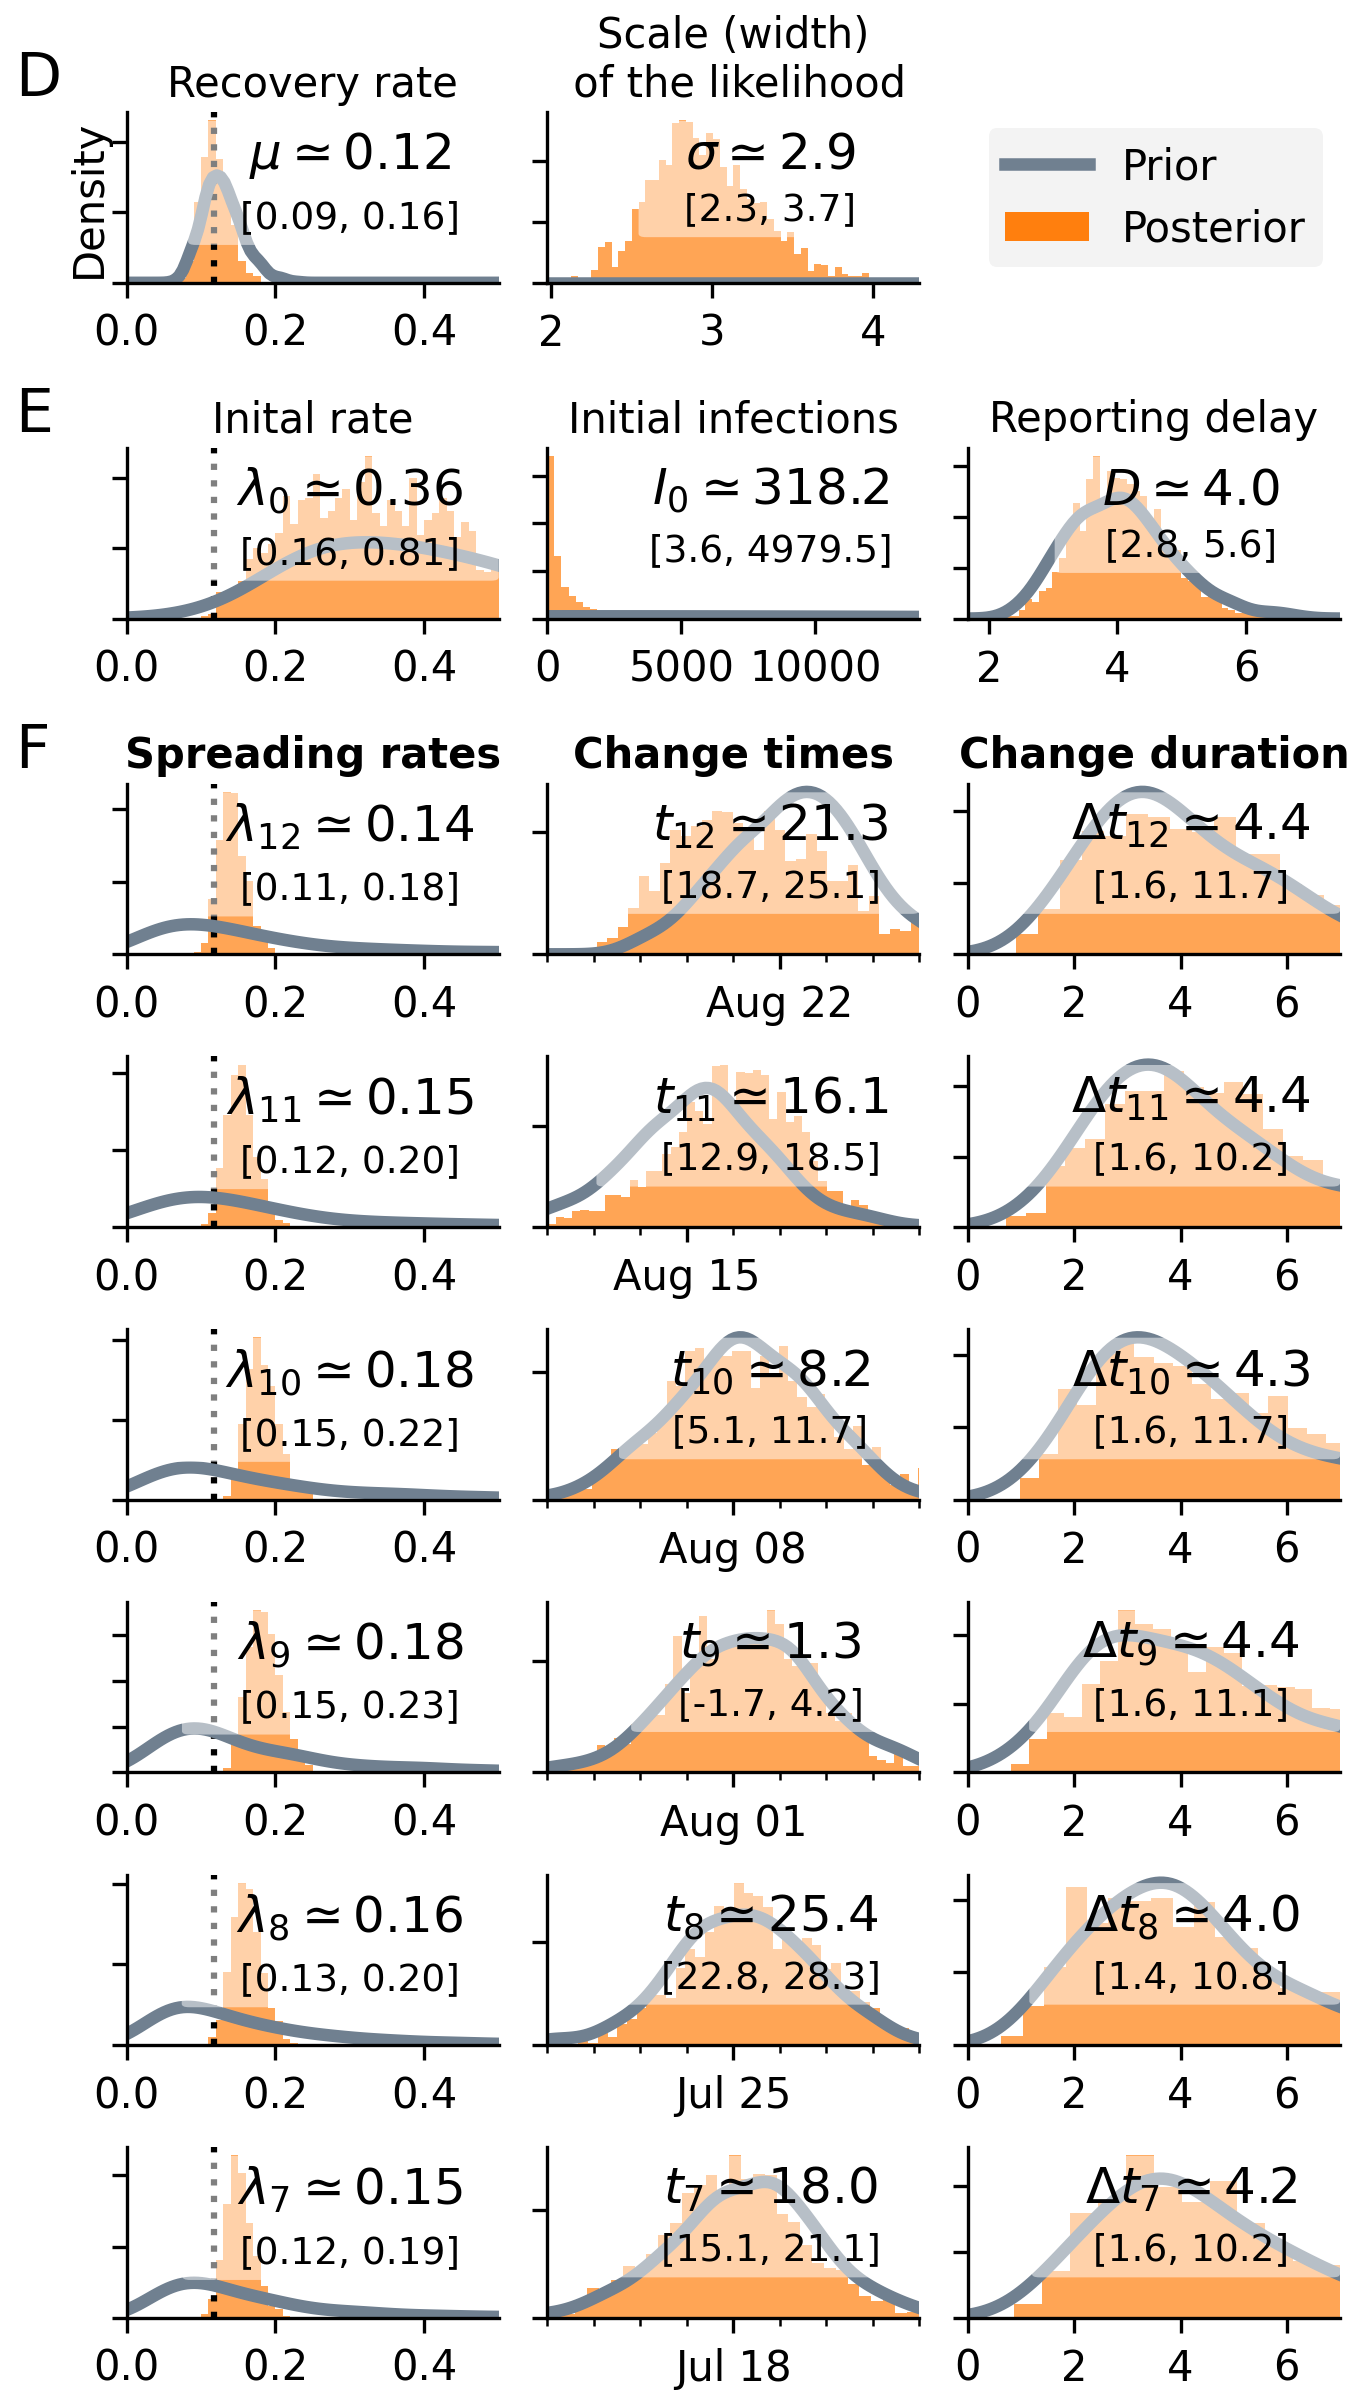 D
Recovery rate
Scale (width)
of the likelihood
Density
μ ≃ 0.12
[0.09, 0.16]
σ ≃ 2.9
[2.3, 3.7]
Prior
Posterior
0.0 0.2 0.4
2 3 4
E
Inital rate
Initial infections
Reporting delay
λ0 ≃ 0.36
[0.16, 0.81]
I0 ≃ 318.2
[3.6, 4979.5]
D ≃ 4.0
[2.8, 5.6]
0.0 0.2 0.4
0 5000 10000
2 4 6
F
Spreading rates
Change times
Change duration
λ12 ≃ 0.14
[0.11, 0.18]
t12 ≃ 21.3
[18.7, 25.1]
Δt12 ≃ 4.4
[1.6, 11.7]
0.0 0.2 0.4
Aug 22
0 2 4 6
λ11 ≃ 0.15
[0.12, 0.20]
t11 ≃ 16.1
[12.9, 18.5]
Δt11 ≃ 4.4
[1.6, 10.2]
0.0 0.2 0.4
Aug 15
0 2 4 6
λ10 ≃ 0.18
[0.15, 0.22]
t10 ≃ 8.2
[5.1, 11.7]
Δt10 ≃ 4.3
[1.6, 11.7]
0.0 0.2 0.4
Aug 08
0 2 4 6
λ9 ≃ 0.18
[0.15, 0.23]
t9 ≃ 1.3
[-1.7, 4.2]
Δt9 ≃ 4.4
[1.6, 11.1]
0.0 0.2 0.4
Aug 01
0 2 4 6
λ8 ≃ 0.16
[0.13, 0.20]
t8 ≃ 25.4
[22.8, 28.3]
Δt8 ≃ 4.0
[1.4, 10.8]
0.0 0.2 0.4
Jul 25
0 2 4 6
λ7 ≃ 0.15
[0.12, 0.19]
t7 ≃ 18.0
[15.1, 21.1]
Δt7 ≃ 4.2
[1.6, 10.2]
0.0 0.2 0.4
Jul 18
0 2 4 6